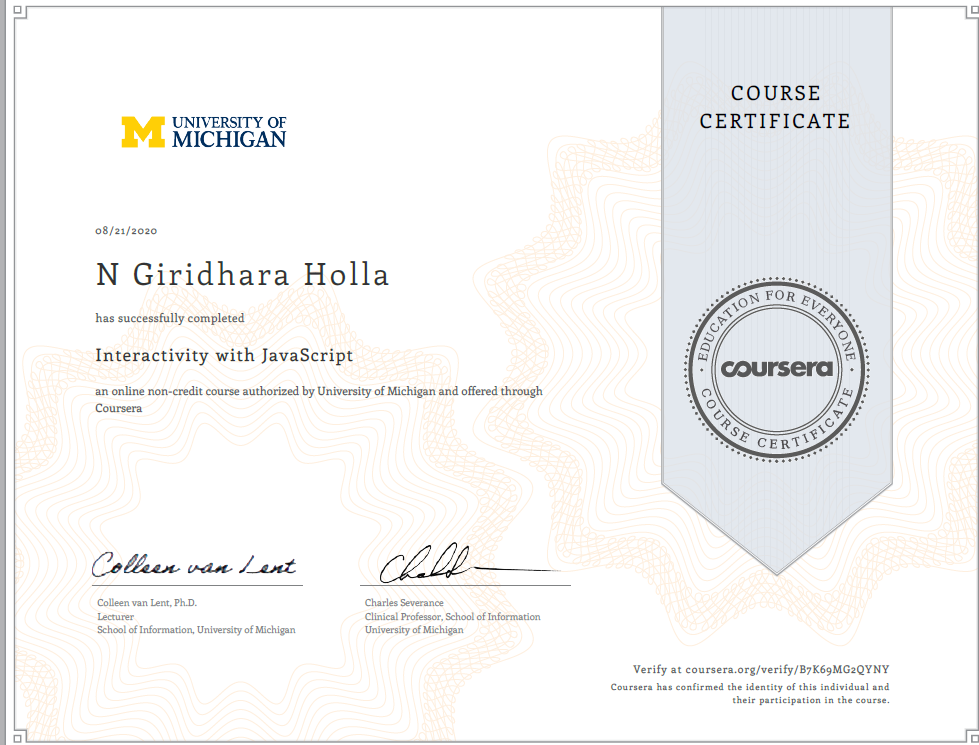 UNIVERSITY OF
MICHIGAN
COURSE
CERTIFICATE
08/21/2020
N Giridhara Holla
has successfully completed
Interactivity with JavaScript
an online non-credit course authorized by University of Michigan and offered through
Coursera
EDUCATION FOR EVERYONE
coursera
COURSE CERTIFICATE
Colleen van Lent
Colleen van Lent, Ph.D.
Lecturer
School of Information, University of Michigan
Charles Severance
Clinical Professor, School of Information
University of Michigan
Verify at coursera.org/verify/B7K69MG2QYNY
Coursera has confirmed the identity of this individual and
their participation in the course.